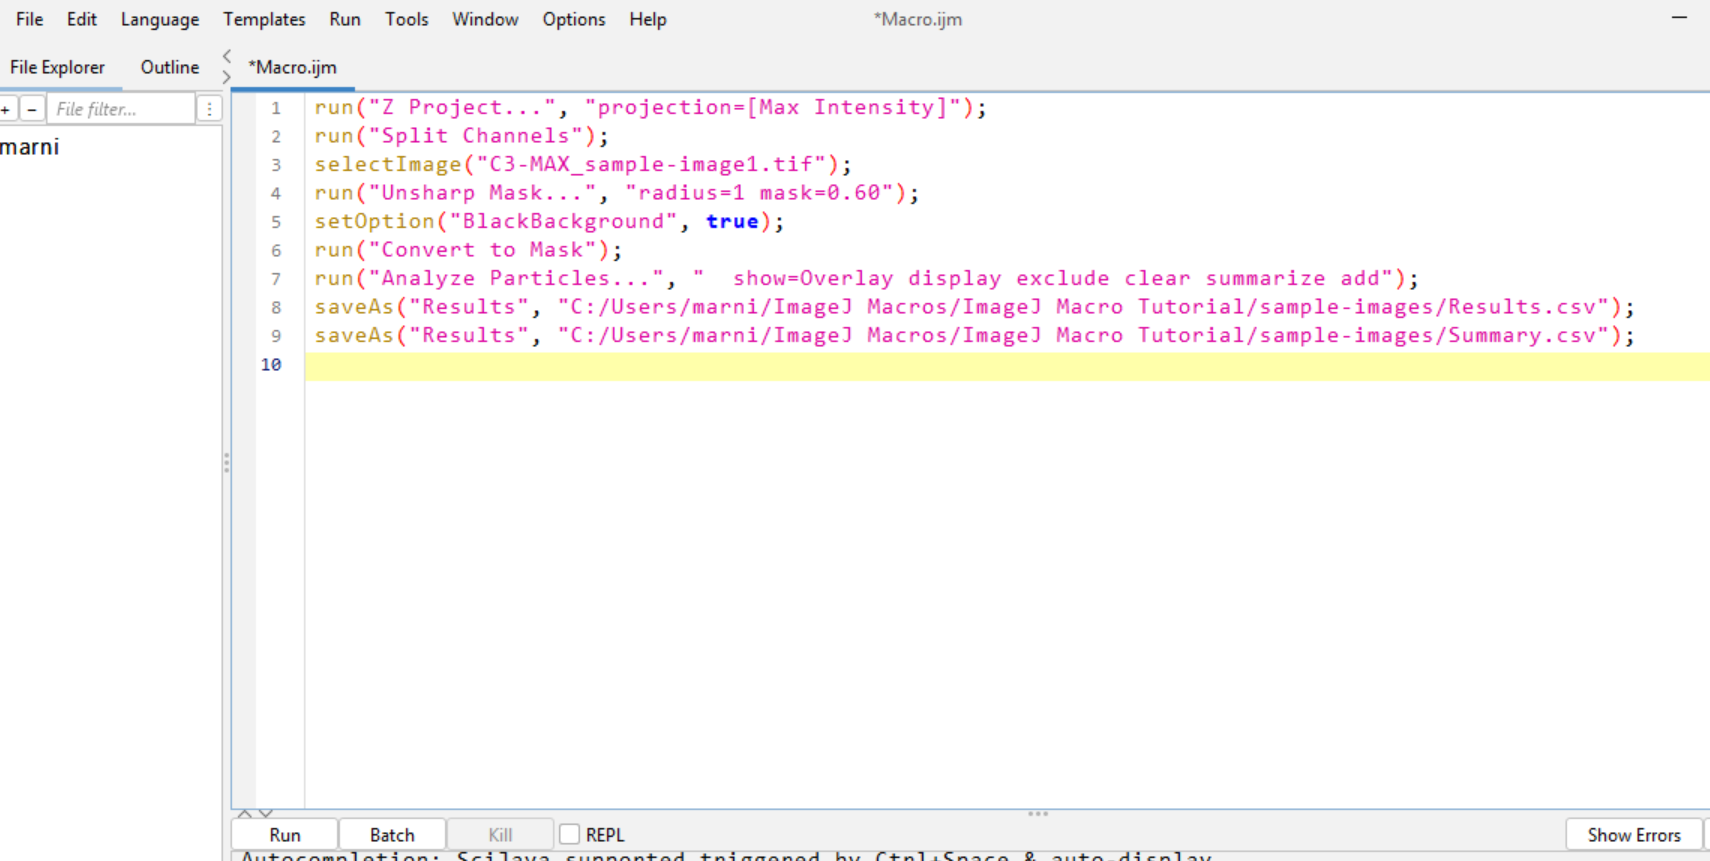 File Edit Language Templates Run Tools Window Options Help *Macro.ijm
File Explorer Outline *Macro.ijm
+ - File filter...
marni
1 run("Z Project...", "projection=[Max Intensity]");
2 run("Split Channels");
3 selectImage("C3-MAX_sample-image1.tif");
4 run("Unsharp Mask...", "radius=1 mask=0.60");
5 setOption("BlackBackground", true);
6 run("Convert to Mask");
7 run("Analyze Particles...", "  show=Overlay display exclude clear summarize add");
8 saveAs("Results", "C:/Users/marni/ImageJ Macros/ImageJ Macro Tutorial/sample-images/Results.csv");
9 saveAs("Results", "C:/Users/marni/ImageJ Macros/ImageJ Macro Tutorial/sample-images/Summary.csv");
10
Run Batch Kill REPL Show Errors
Autocompletion: SciJava supported triggered by Ctrl+Space & auto-display